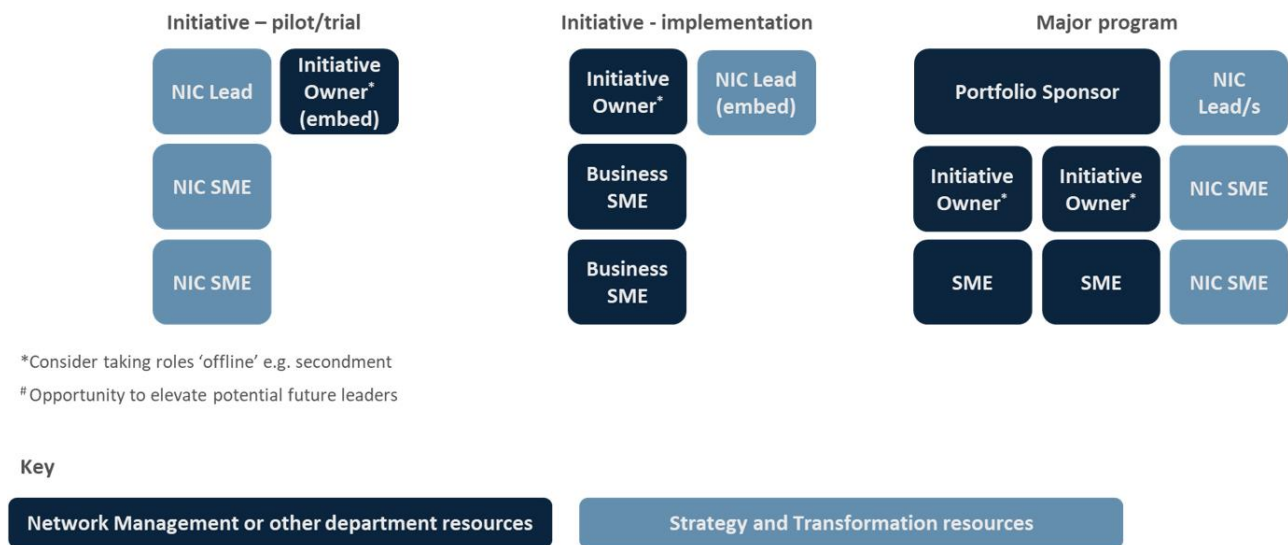 Initiative – pilot/trial
NIC Lead
Initiative
Owner*
(embed)
NIC SME
NIC SME
Initiative - implementation
Initiative
Owner*
NIC Lead
(embed)
Business
SME
Business
SME
Major program
Portfolio Sponsor
NIC
Lead/s
Initiative
Owner*
Initiative
Owner*
NIC SME
SME
SME
NIC SME
*Consider taking roles ‘offline’ e.g. secondment
# Opportunity to elevate potential future leaders
Key
Network Management or other department resources
Strategy and Transformation resources